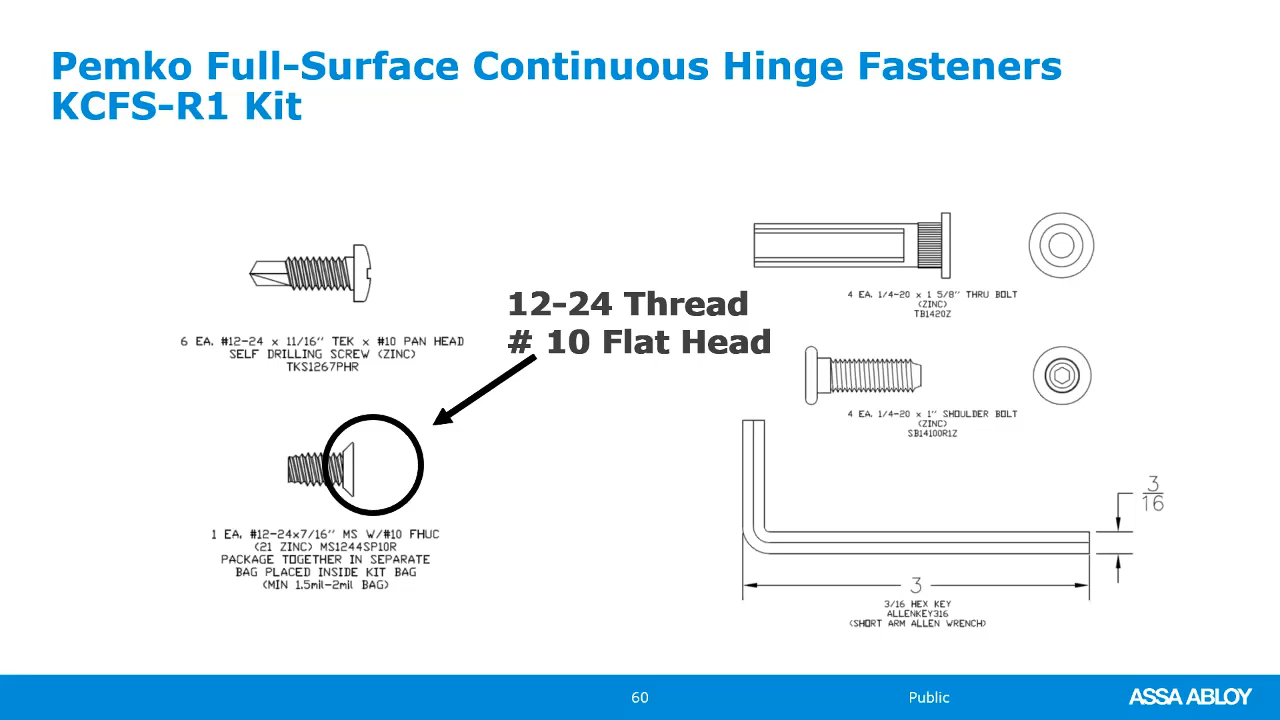 Pemko Full-Surface Continuous Hinge Fasteners
KCFS-R1 Kit
6 EA. #12-24 x 11/16" TEK x #10 PAN HEAD
SELF DRILLING SCREW (ZINC)
TKS1267PHR
12-24 Thread
# 10 Flat Head
1 EA. #12-24x7/16" MS W/#10 FHUC
(21 ZINC) MS1244SP10R
PACKAGE TOGETHER IN SEPARATE
BAG PLACED INSIDE KIT BAG
(MIN 1.5mil-2mil BAG)
4 EA. 1/4-20 x 1 5/8" THRU BOLT
(ZINC)
TB1420Z
4 EA. 1/4-20 x 1" SHOULDER BOLT
(ZINC)
SB14100R1Z
3
16
3
3/16 HEX KEY
ALLENKEY316
(SHORT ARM ALLEN WRENCH)
60
Public
ASSA ABLOY